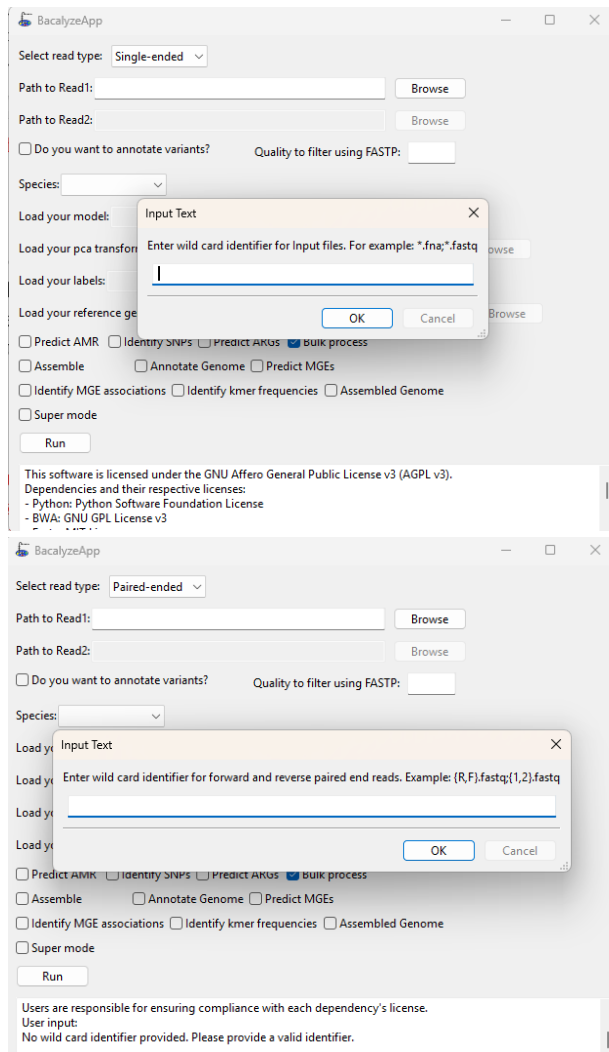 BacalyzeApp
Select read type: Single-ended
Path to Read1: Browse
Path to Read2: Browse
Do you want to annotate variants? Quality to filter using FASTP:
Species:
Load your model:
Input Text
Enter wild card identifier for Input files. For example: *.fna;*.fastq
Load your pca transfor
Load your labels:
Load your reference ge Browse
OK Cancel
Predict AMR Identify SNPs Predict ARGs Bulk process
Assemble Annotate Genome Predict MGEs
Identify MGE associations Identify kmer frequencies Assembled Genome
Super mode
Run
This software is licensed under the GNU Affero General Public License v3 (AGPL v3).
Dependencies and their respective licenses:
- Python: Python Software Foundation License
- BWA: GNU GPL License v3
BacalyzeApp
Select read type: Paired-ended
Path to Read1: Browse
Path to Read2: Browse
Do you want to annotate variants? Quality to filter using FASTP:
Species:
Input Text
Enter wild card identifier for forward and reverse paired end reads. Example: {R,F}.fastq;{1,2}.fastq
Load
Load
Load
Load
OK Cancel
Predict AMR Identify SNPs Predict ARGs Bulk process
Assemble Annotate Genome Predict MGEs
Identify MGE associations Identify kmer frequencies Assembled Genome
Super mode
Run
Users are responsible for ensuring compliance with each dependency's license.
User input:
No wild card identifier provided. Please provide a valid identifier.